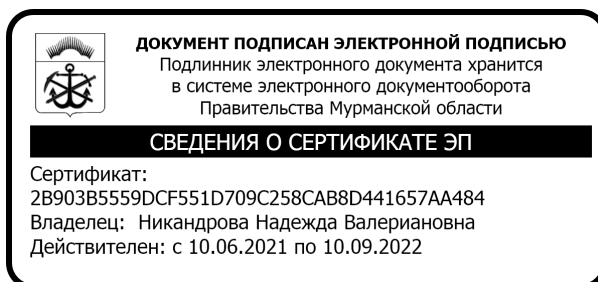 ДОКУМЕНТ ПОДПИСАН ЭЛЕКТРОННОЙ ПОДПИСЬЮ
Подлинник электронного документа хранится
в системе электронного документооборота
Правительства Мурманской области
СВЕДЕНИЯ О СЕРТИФИКАТЕ ЭП
Сертификат:
2B903B5559DCF551D709C258CAB8D441657AA484
Владелец: Никандрова Надежда Валериановна
Действителен: с 10.06.2021 по 10.09.2022